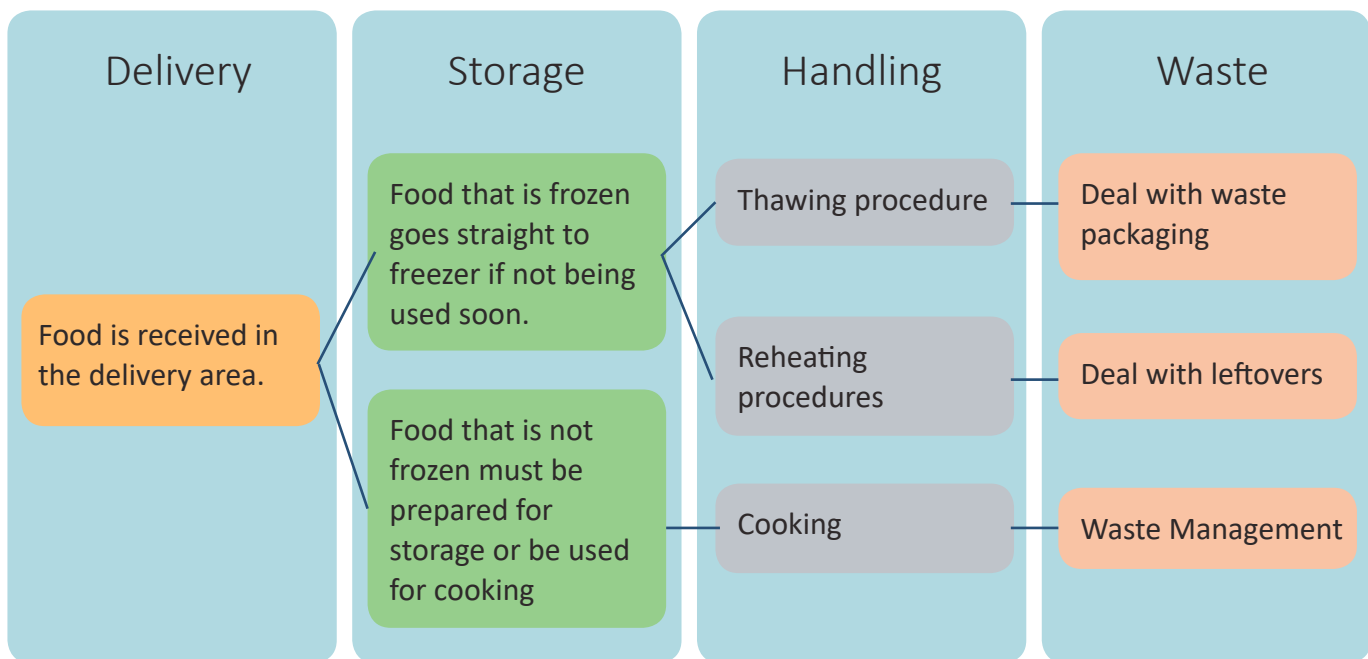 Delivery
Storage
Handling
Waste
Food is received in
the delivery area.
Food that is frozen
goes straight to
freezer if not being
used soon.
Food that is not
frozen must be
prepared for
storage or be used
for cooking
Thawing procedure
Reheating
procedures
Cooking
Deal with waste
packaging
Deal with leftovers
Waste Management